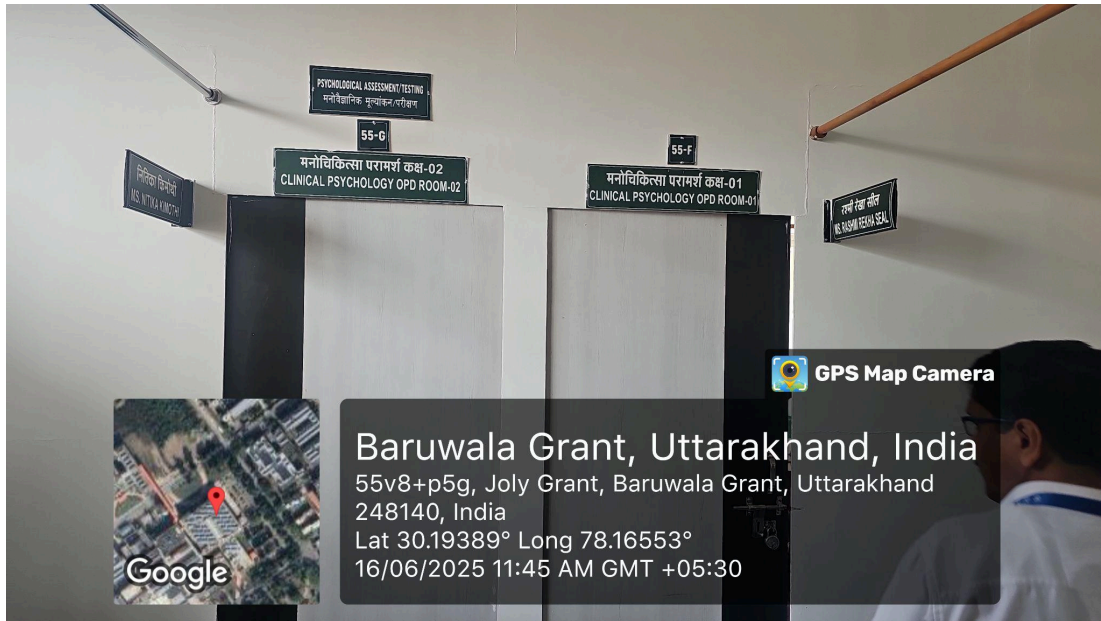 PSYCHOLOGICAL ASSESSMENT/TESTING
मनोवैज्ञानिक मूल्यांकन/परीक्षण
55-G
मनोचिकित्सा परामर्श कक्ष-02
CLINICAL PSYCHOLOGY OPD ROOM-02
55-F
मनोचिकित्सा परामर्श कक्ष-01
CLINICAL PSYCHOLOGY OPD ROOM-01
नितिका किमोठी
MS. NITIKA KIMOTHI
रश्मी रेखा सील
MS. RASHMI REKHA SEAL
GPS Map Camera
Google
Baruwala Grant, Uttarakhand, India
55v8+p5g, Joly Grant, Baruwala Grant, Uttarakhand
248140, India
Lat 30.19389° Long 78.16553°
16/06/2025 11:45 AM GMT +05:30